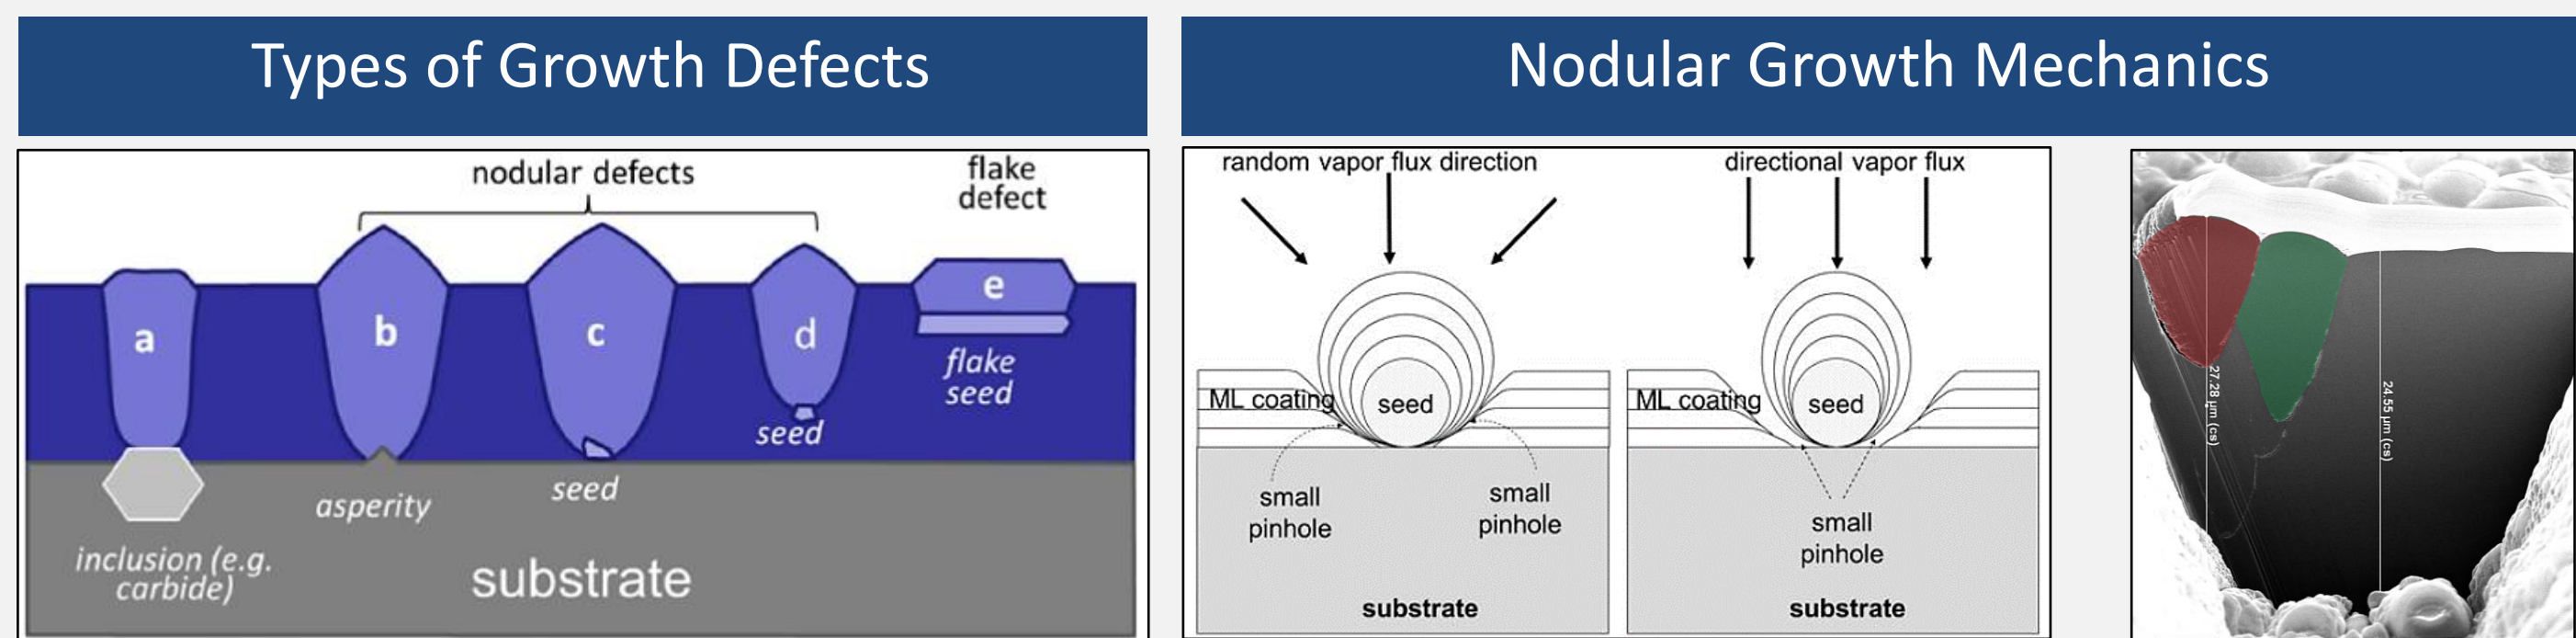 Types of Growth Defects
nodular defects
flake
defect
a
b
c
d
e
flake
seed
seed
seed
asperity
inclusion (e.g.
carbide)
substrate
Nodular Growth Mechanics
random vapor flux direction
directional vapor flux
ML coating
seed
ML coating
seed
small
pinhole
small
pinhole
small
pinhole
substrate
substrate
27.28 µm (cs)
24.55 µm (cs)